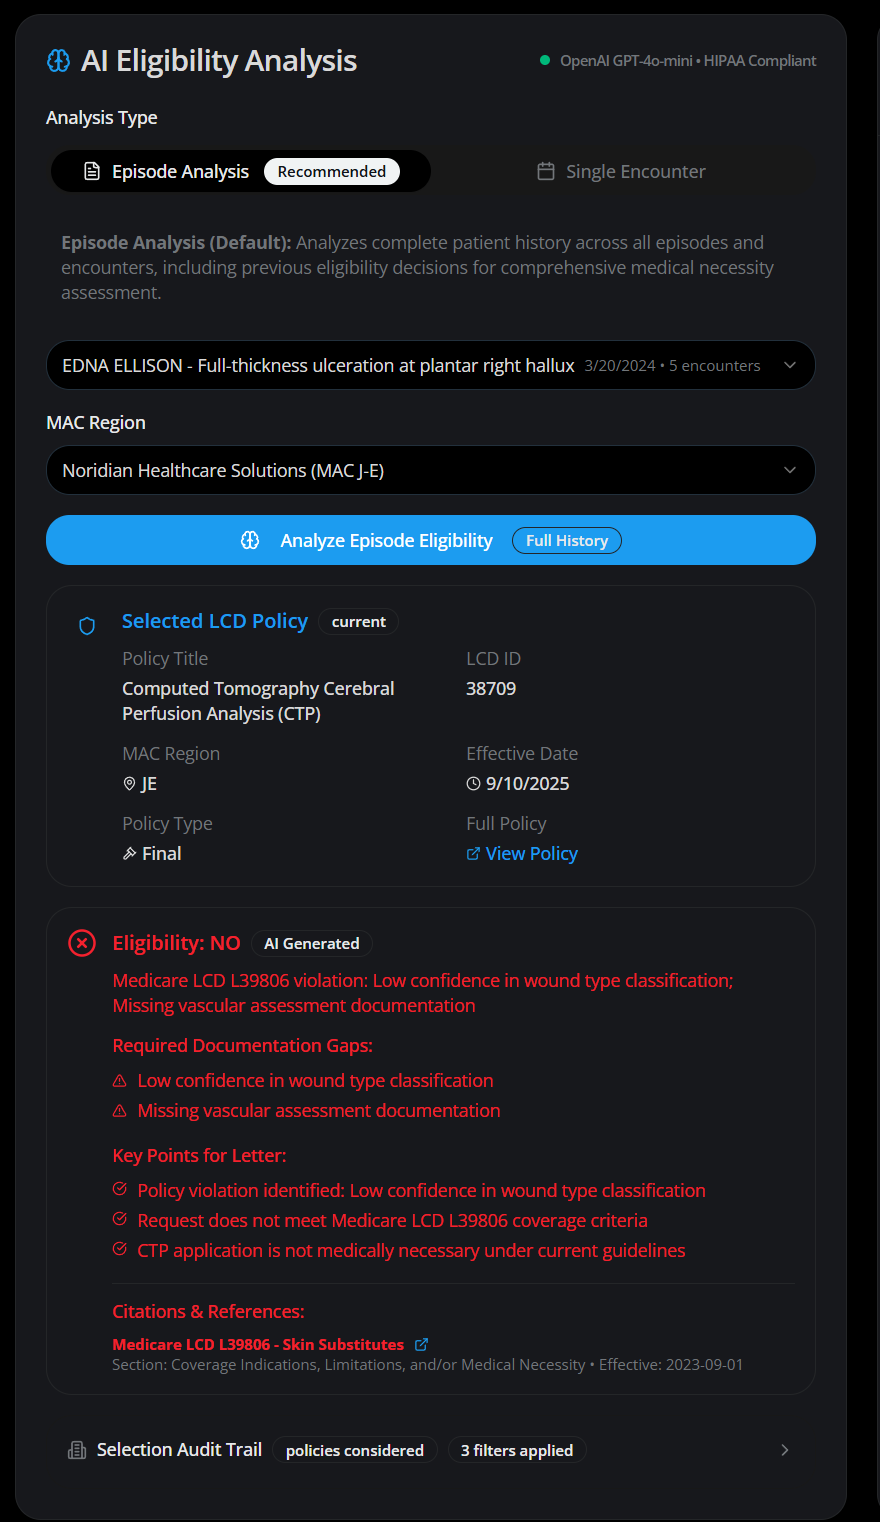 AI Eligibility Analysis
OpenAI GPT-4o-mini • HIPAA Compliant
Analysis Type
Episode Analysis Recommended
Single Encounter
Episode Analysis (Default): Analyzes complete patient history across all episodes and
encounters, including previous eligibility decisions for comprehensive medical necessity
assessment.
EDNA ELLISON - Full-thickness ulceration at plantar right hallux 3/20/2024 • 5 encounters
MAC Region
Noridian Healthcare Solutions (MAC J-E)
Analyze Episode Eligibility Full History
Selected LCD Policy current
Policy Title
Computed Tomography Cerebral
Perfusion Analysis (CTP)
LCD ID
38709
MAC Region
JE
Effective Date
9/10/2025
Policy Type
Final
Full Policy
View Policy
Eligibility: NO AI Generated
Medicare LCD L39806 violation: Low confidence in wound type classification;
Missing vascular assessment documentation
Required Documentation Gaps:
Low confidence in wound type classification
Missing vascular assessment documentation
Key Points for Letter:
Policy violation identified: Low confidence in wound type classification
Request does not meet Medicare LCD L39806 coverage criteria
CTP application is not medically necessary under current guidelines
Citations & References:
Medicare LCD L39806 - Skin Substitutes
Section: Coverage Indications, Limitations, and/or Medical Necessity • Effective: 2023-09-01
Selection Audit Trail policies considered 3 filters applied